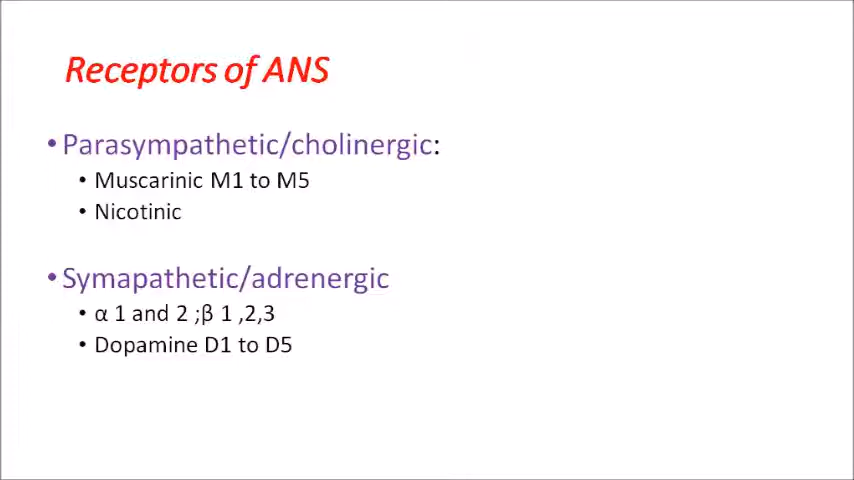 Receptors of ANS
• Parasympathetic/cholinergic:
• Muscarinic M1 to M5
• Nicotinic
• Symapathetic/adrenergic
• α 1 and 2 ;β 1 ,2,3
• Dopamine D1 to D5